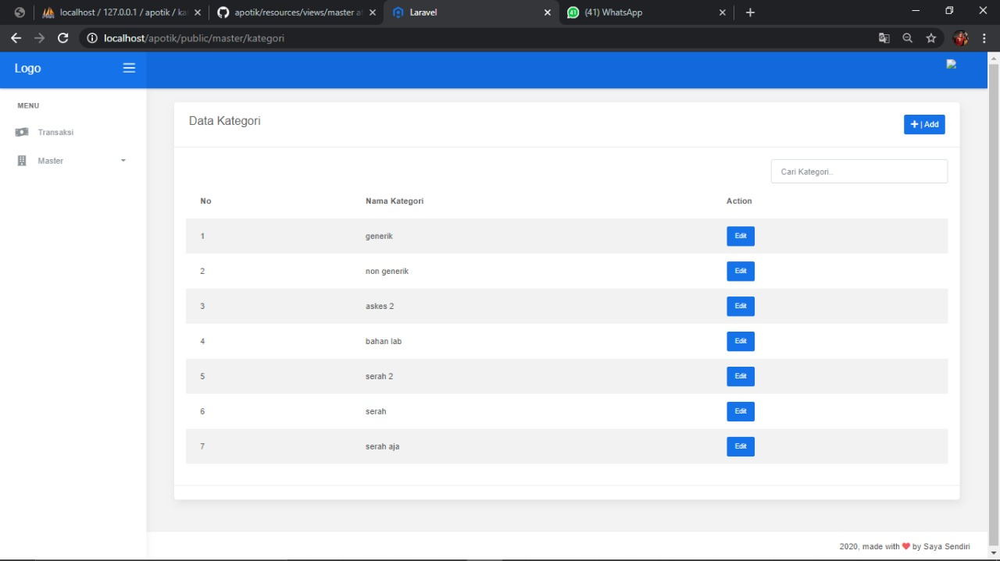 localhost / 127.0.0.1 / apotik / ka
apotik/resources/views/master at
Laravel
(41) WhatsApp
localhost/apotik/public/master/kategori
Logo
MENU
Transaksi
Master
Data Kategori
+ | Add
Cari Kategori..
No Nama Kategori Action
1 generik Edit
2 non generik Edit
3 askes 2 Edit
4 bahan lab Edit
5 serah 2 Edit
6 serah Edit
7 serah aja Edit
2020, made with ❤ by Saya Sendiri